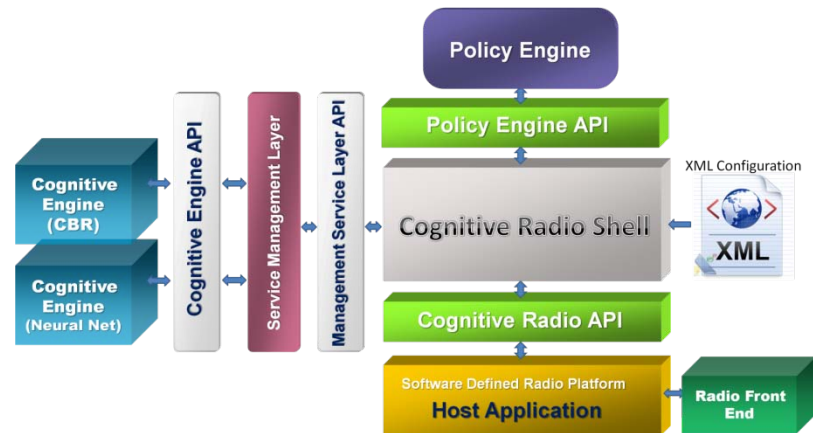 Policy Engine
Policy Engine API
XML Configuration
Cognitive Radio Shell
< >
XML
Cognitive Engine API
Service Management Layer
Management Service Layer API
Cognitive
Engine
(CBR)
Cognitive
Engine
(Neural Net)
Cognitive Radio API
Software Defined Radio Platform
Host Application
Radio Front
End